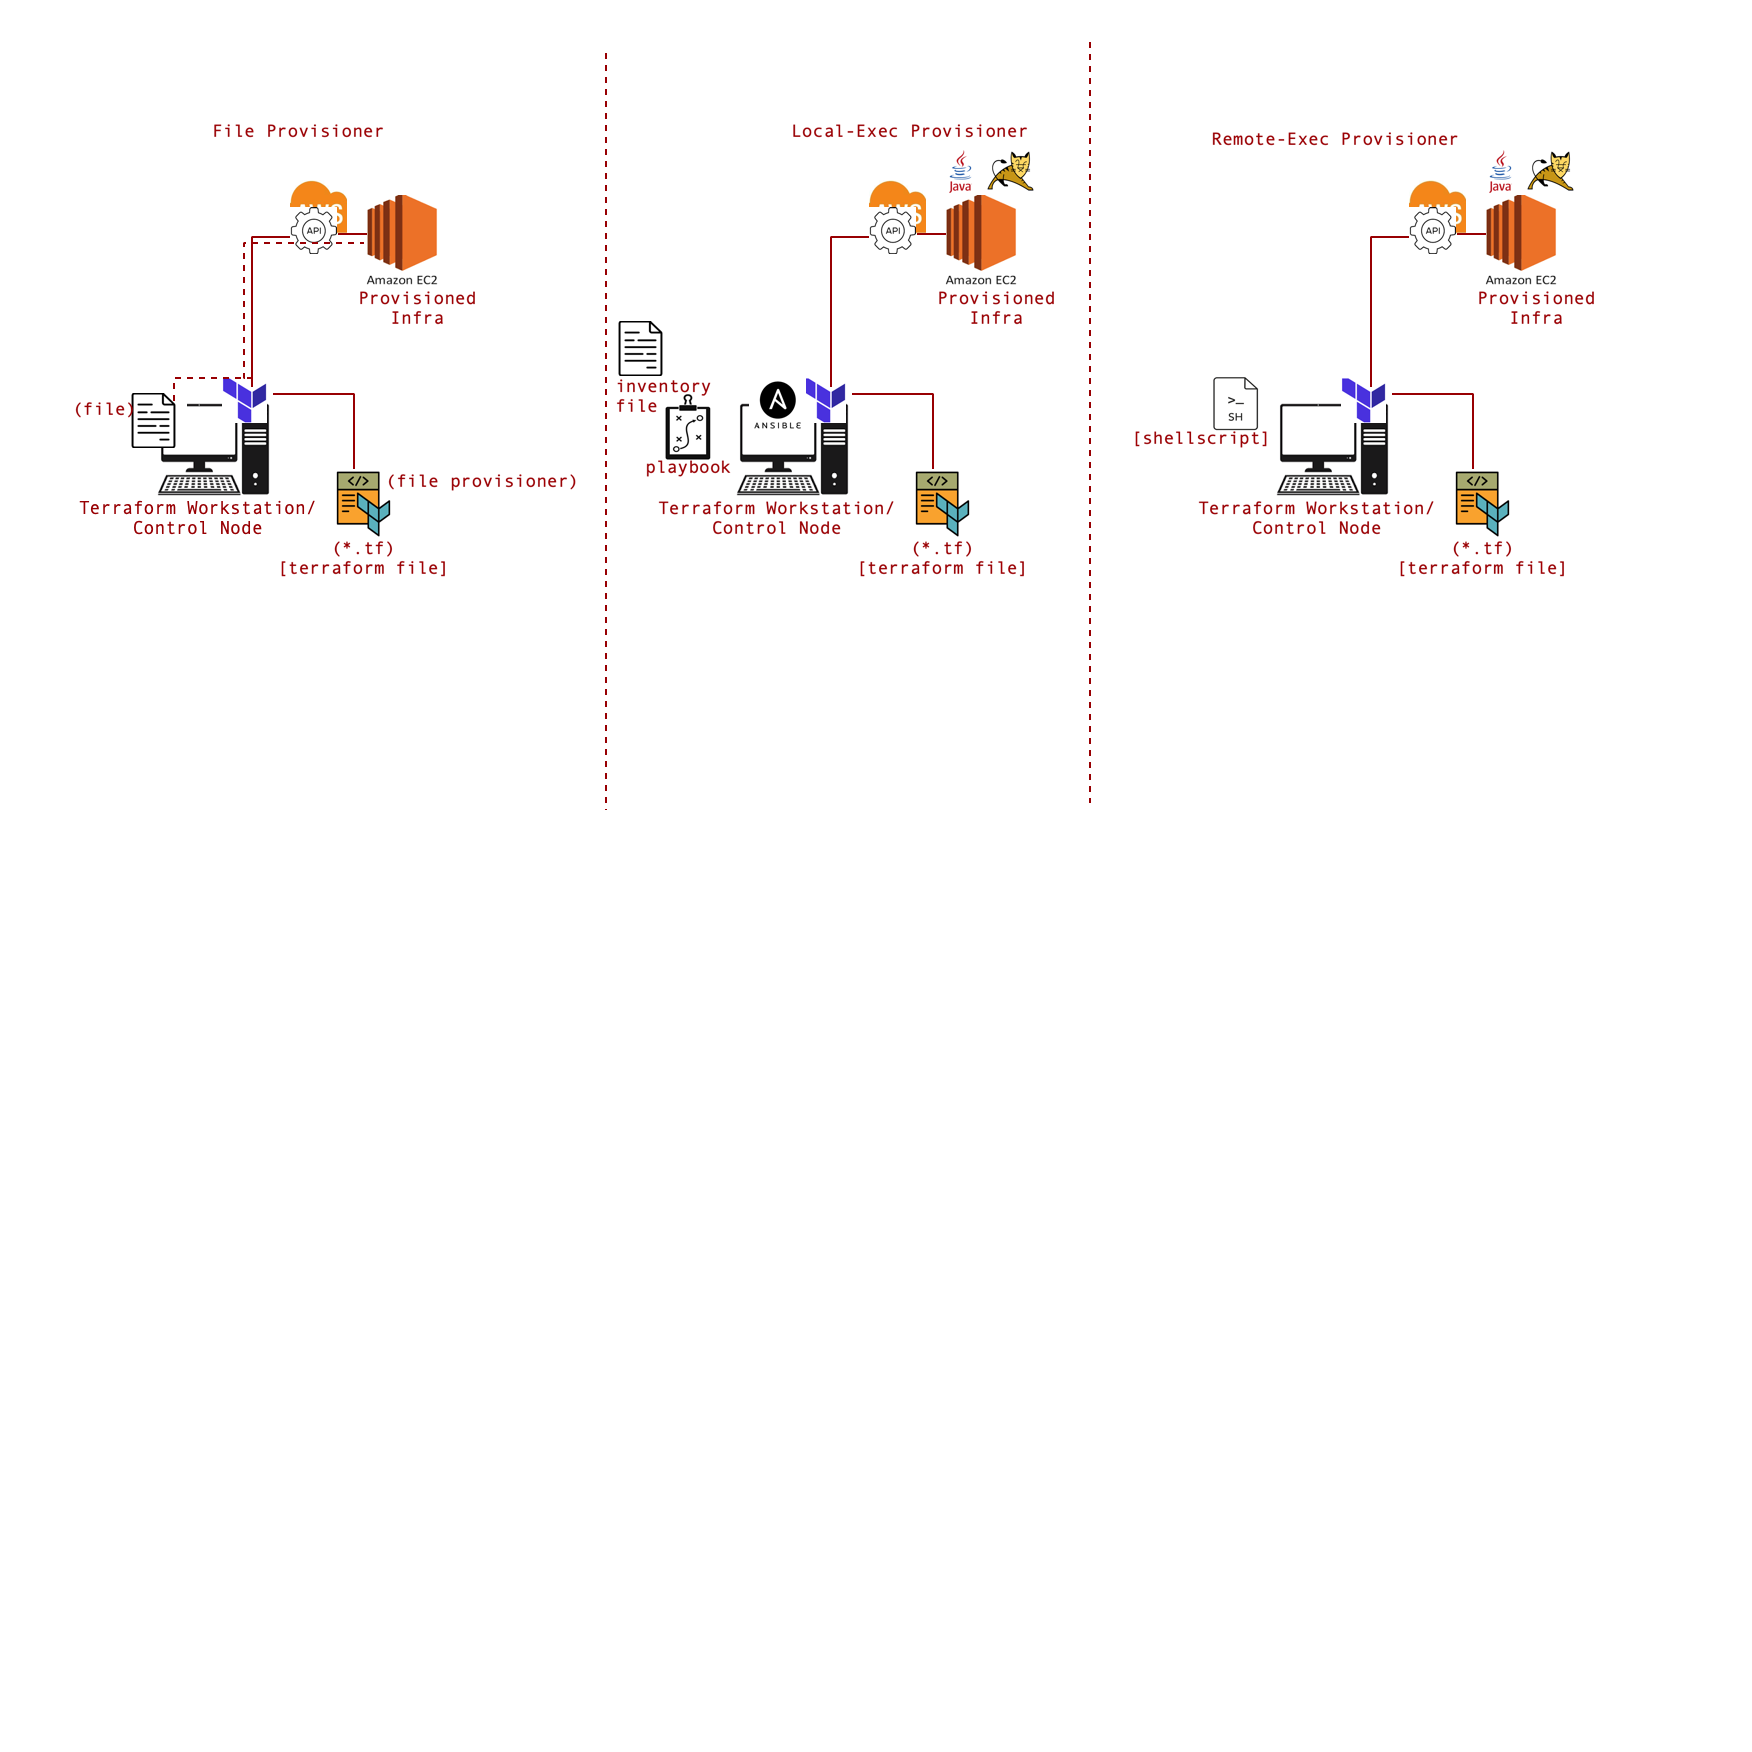 File Provisioner
API
Amazon EC2
Provisioned
Infra
(file)
(file provisioner)
Terraform Workstation/
Control Node
(*.tf)
[terraform file]
Local-Exec Provisioner
Java
API
Amazon EC2
Provisioned
Infra
inventory
file
ANSIBLE
playbook
Terraform Workstation/
Control Node
</>
(*.tf)
[terraform file]
Remote-Exec Provisioner
Java
API
Amazon EC2
Provisioned
Infra
>_
SH
[shellscript]
Terraform Workstation/
Control Node
</>
(*.tf)
[terraform file]